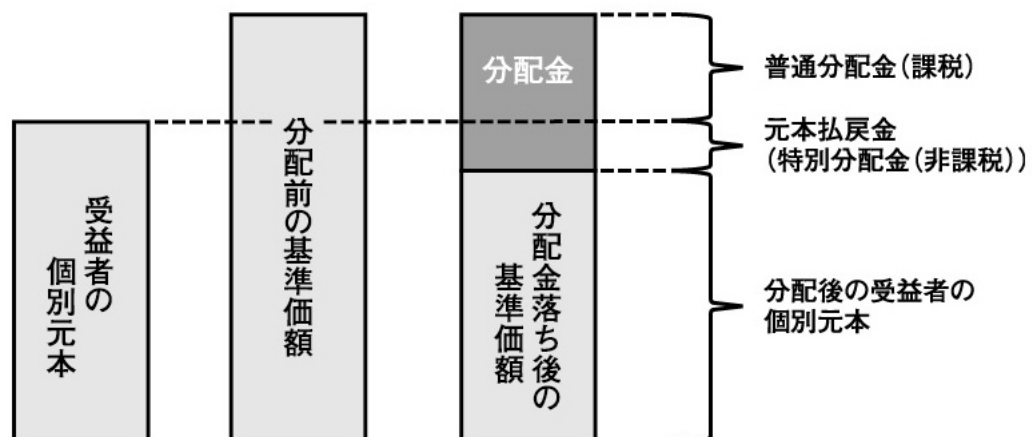 受益者の
個別元本
分配前の基準価額
分配金
分配金落ち後の
基準価額
普通分配金(課税)
元本払戻金
(特別分配金(非課税))
分配後の受益者の
個別元本